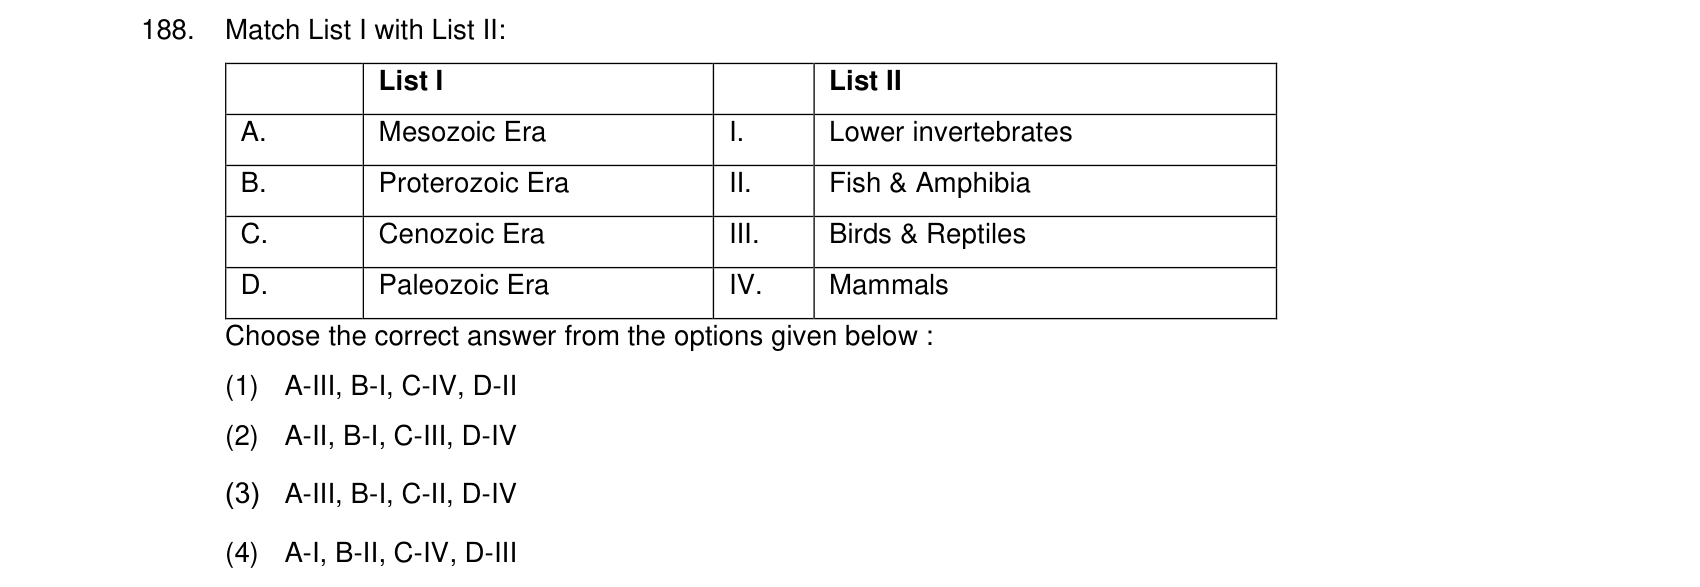 188. Match List I with List II:
List I List II
A. Mesozoic Era I. Lower invertebrates
B. Proterozoic Era II. Fish & Amphibia
C. Cenozoic Era III. Birds & Reptiles
D. Paleozoic Era IV. Mammals
Choose the correct answer from the options given below :
(1) A-III, B-I, C-IV, D-II
(2) A-II, B-I, C-III, D-IV
(3) A-III, B-I, C-II, D-IV
(4) A-I, B-II, C-IV, D-III